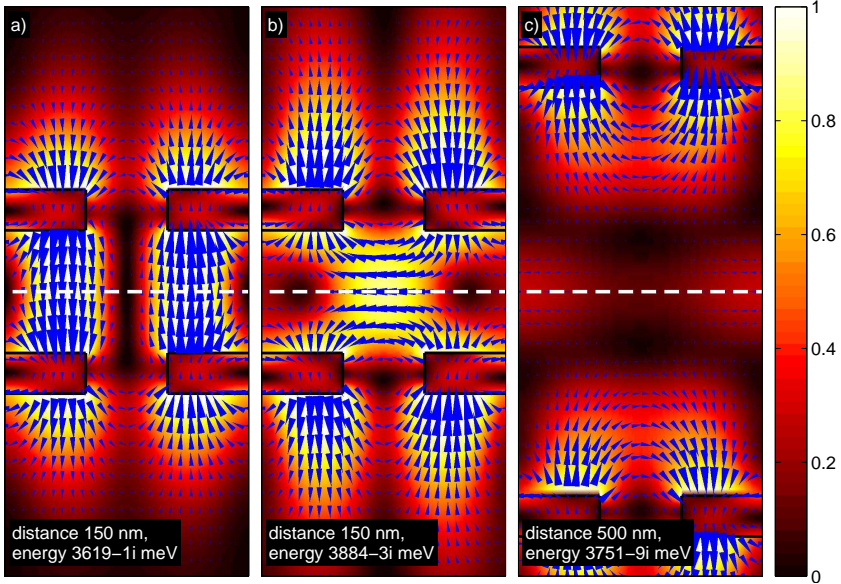 a)
b)
c)
distance 150 nm,
energy 3619–1i meV
distance 150 nm,
energy 3884–3i meV
distance 500 nm,
energy 3751–9i meV
1
0.8
0.6
0.4
0.2
0